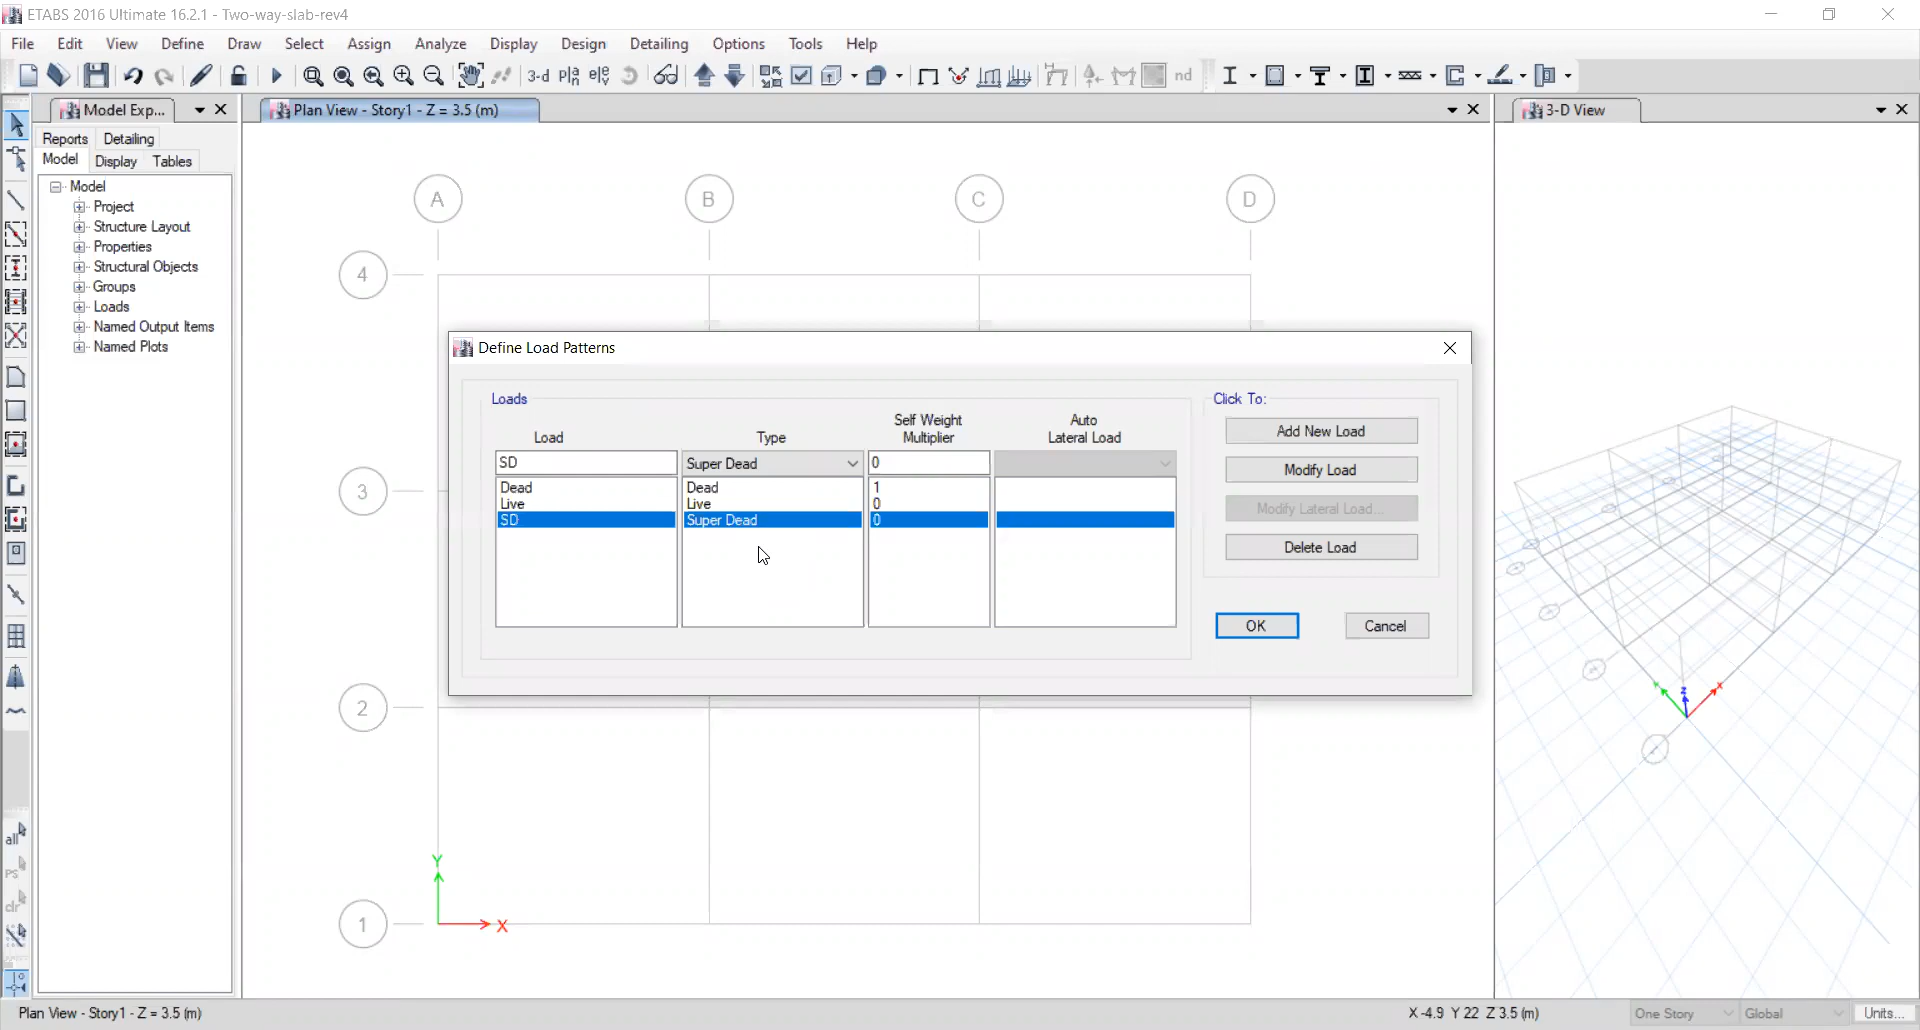 ETABS 2016 Ultimate 16.2.1 - Two-way-slab-rev4
File Edit View Define Draw Select Assign Analyze Display Design Detailing Options Tools Help
3-d nd
Model Exp...
Plan View - Story1 - Z = 3.5 (m)
3-D View
Reports Detailing
Model Display Tables
Model
Project
Structure Layout
Properties
Structural Objects
Groups
Loads
Named Output Items
Named Plots
A B C D
4
3
2
1
Define Load Patterns
Loads
Click To:
Load
Type
Self Weight
Multiplier
Auto
Lateral Load
SD Super Dead 0
Dead Dead 1
Live Live 0
SD Super Dead 0
Add New Load
Modify Load
Modify Lateral Load...
Delete Load
OK Cancel
Y
X
Z
X
all
ps
clr
Plan View - Story1 - Z = 3.5 (m)
X -4.9 Y 22 Z 3.5 (m)
One Story Global Units...